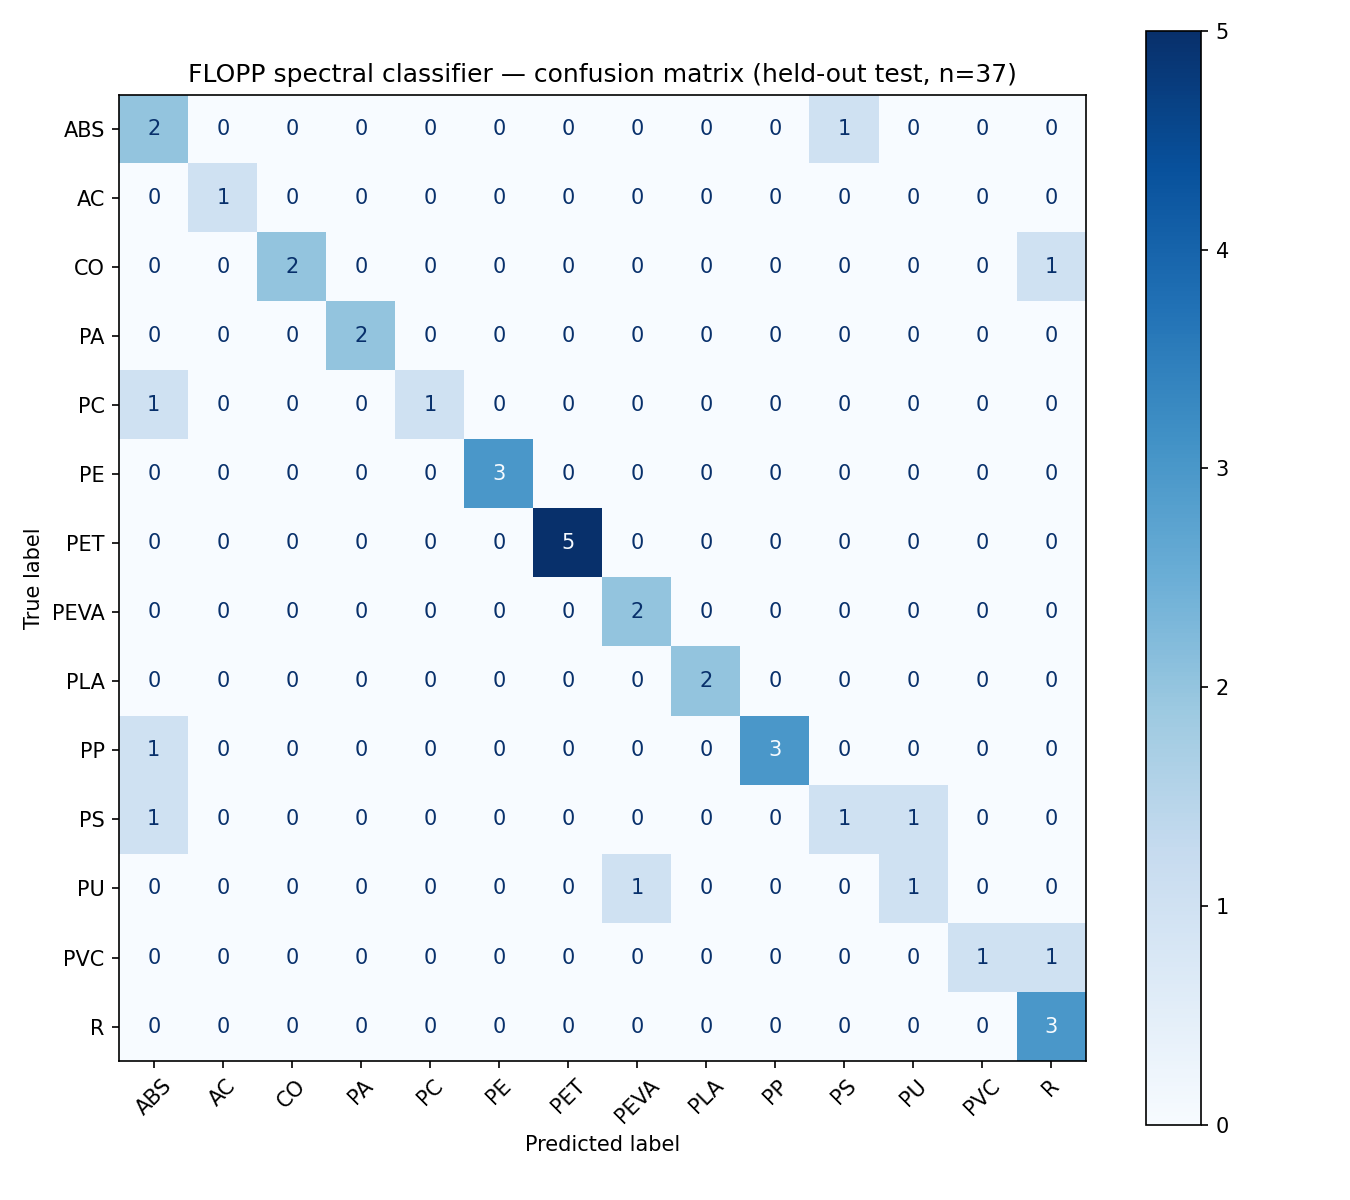 FLOPP spectral classifier — confusion matrix (held-out test, n=37)
ABS 2 0 0 0 0 0 0 0 0 0 1 0 0 0
AC 0 1 0 0 0 0 0 0 0 0 0 0 0 0
CO 0 0 2 0 0 0 0 0 0 0 0 0 0 1
PA 0 0 0 2 0 0 0 0 0 0 0 0 0 0
PC 1 0 0 0 1 0 0 0 0 0 0 0 0 0
PE 0 0 0 0 0 3 0 0 0 0 0 0 0 0
PET 0 0 0 0 0 0 5 0 0 0 0 0 0 0
PEVA 0 0 0 0 0 0 0 2 0 0 0 0 0 0
PLA 0 0 0 0 0 0 0 0 2 0 0 0 0 0
PP 1 0 0 0 0 0 0 0 0 3 0 0 0 0
PS 1 0 0 0 0 0 0 0 0 0 1 1 0 0
PU 0 0 0 0 0 0 0 1 0 0 0 1 0 0
PVC 0 0 0 0 0 0 0 0 0 0 0 0 1 1
R 0 0 0 0 0 0 0 0 0 0 0 0 0 3
ABS AC CO PA PC PE PET PEVA PLA PP PS PU PVC R
Predicted label
True label
5
4
3
2
1
0